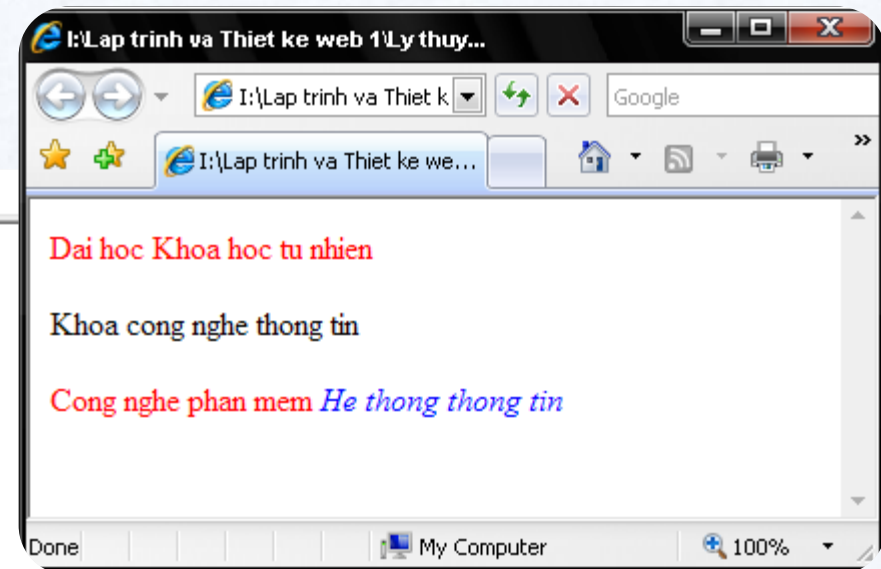 I:\Lap trinh va Thiet ke web 1\Ly thuy...
I:\Lap trinh va Thiet k
Google
I:\Lap trinh va Thiet ke we...
Dai hoc Khoa hoc tu nhien
Khoa cong nghe thong tin
Cong nghe phan mem He thong thong tin
Done
My Computer
100%